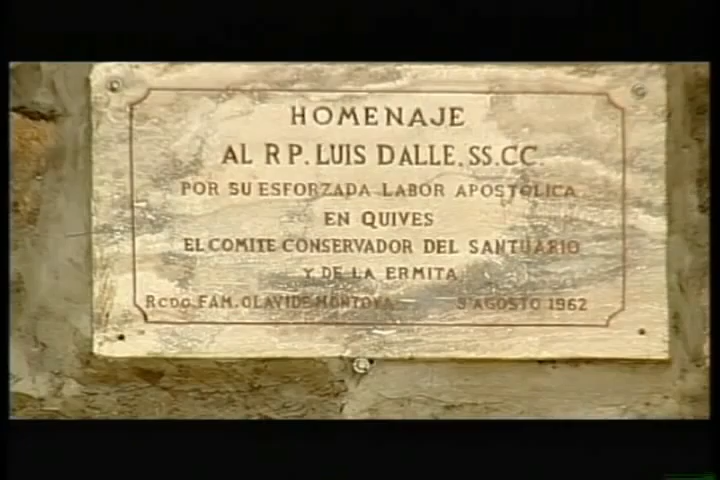 HOMENAJE
AL R P. LUIS DALLE. SS. CC.
POR SU ESFORZADA LABOR APOSTOLICA
EN QUIVES
EL COMITE CONSERVADOR DEL SANTUARIO
Y DE LA ERMITA
RCDO. FAM. OLAVIDE MONTOYA 9 AGOSTO 1962